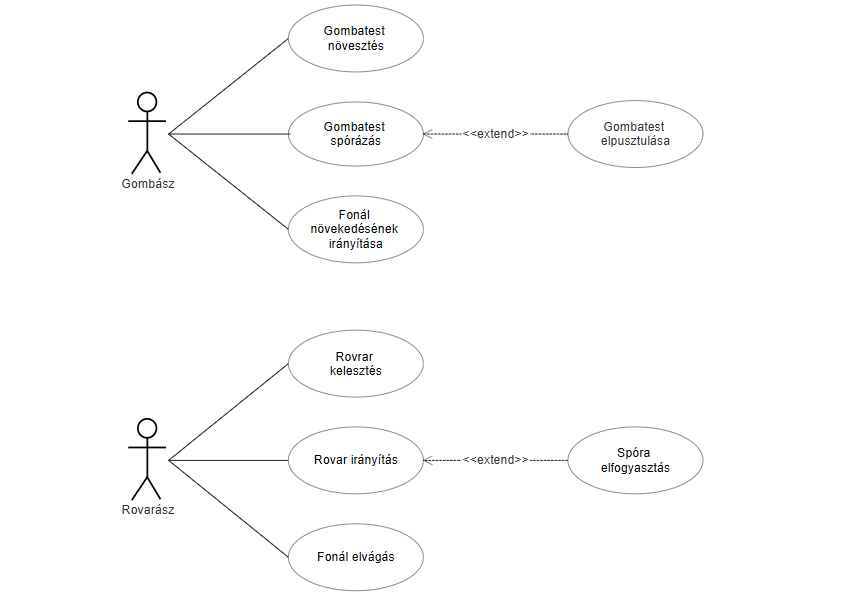 Gombatest
növesztés
Gombatest
spórázás
<<extend>>
Gombatest
elpusztulása
Gombász
Fonál
növekedésének
irányítása
Rovrar
kelesztés
Rovar irányítás
<<extend>>
Spóra
elfogyasztás
Rovarász
Fonál elvágás